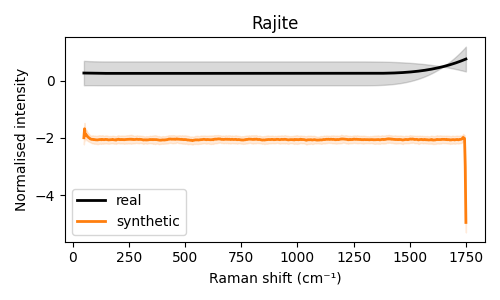 Rajite
Normalised intensity
0
−2
−4
real
synthetic
0 250 500 750 1000 1250 1500 1750
Raman shift (cm⁻¹)